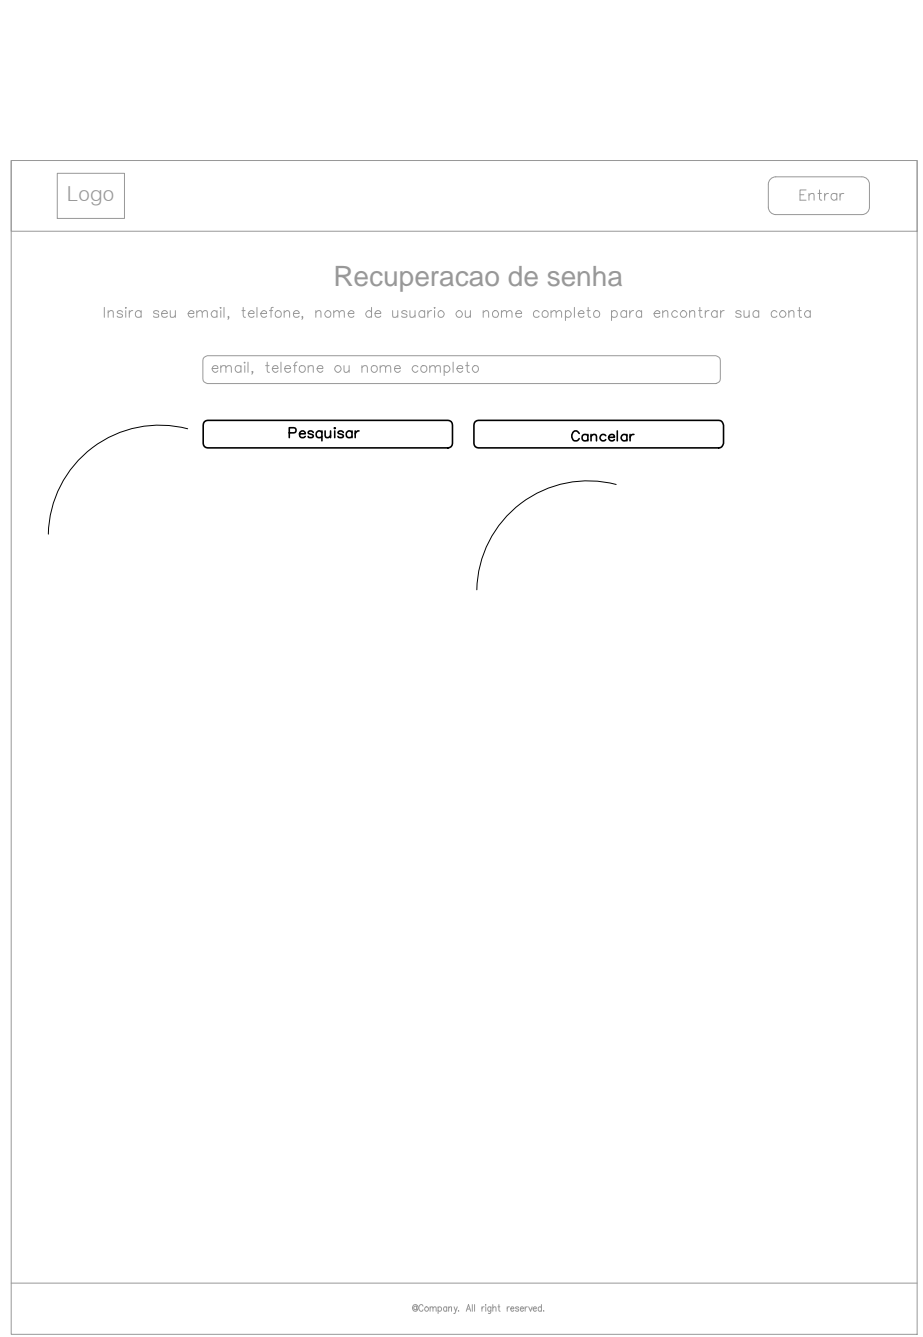 Logo
Entrar
Recuperacao de senha
Insira seu email, telefone, nome de usuario ou nome completo para encontrar sua conta
email, telefone ou nome completo
Pesquisar
Cancelar
@Company. All right reserved.